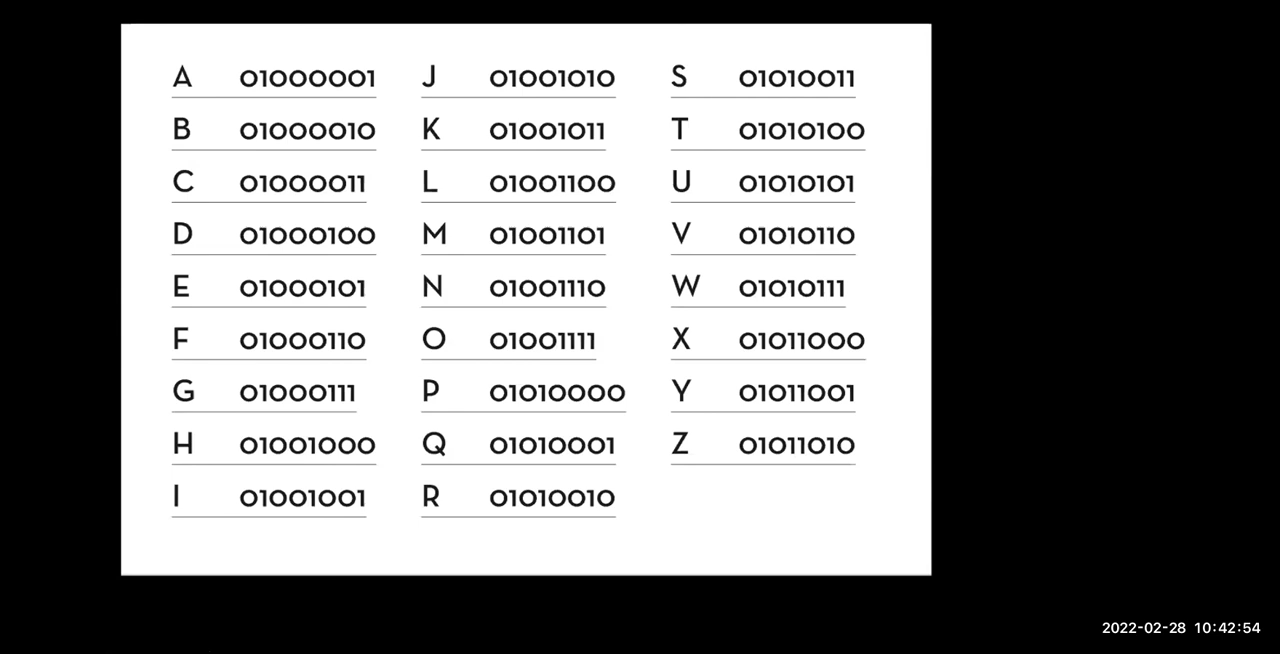 A 01000001
B 01000010
C 01000011
D 01000100
E 01000101
F 01000110
G 01000111
H 01001000
I 01001001
J 01001010
K 01001011
L 01001100
M 01001101
N 01001110
O 01001111
P 01010000
Q 01010001
R 01010010
S 01010011
T 01010100
U 01010101
V 01010110
W 01010111
X 01011000
Y 01011001
Z 01011010
2022-02-28 10:42:54